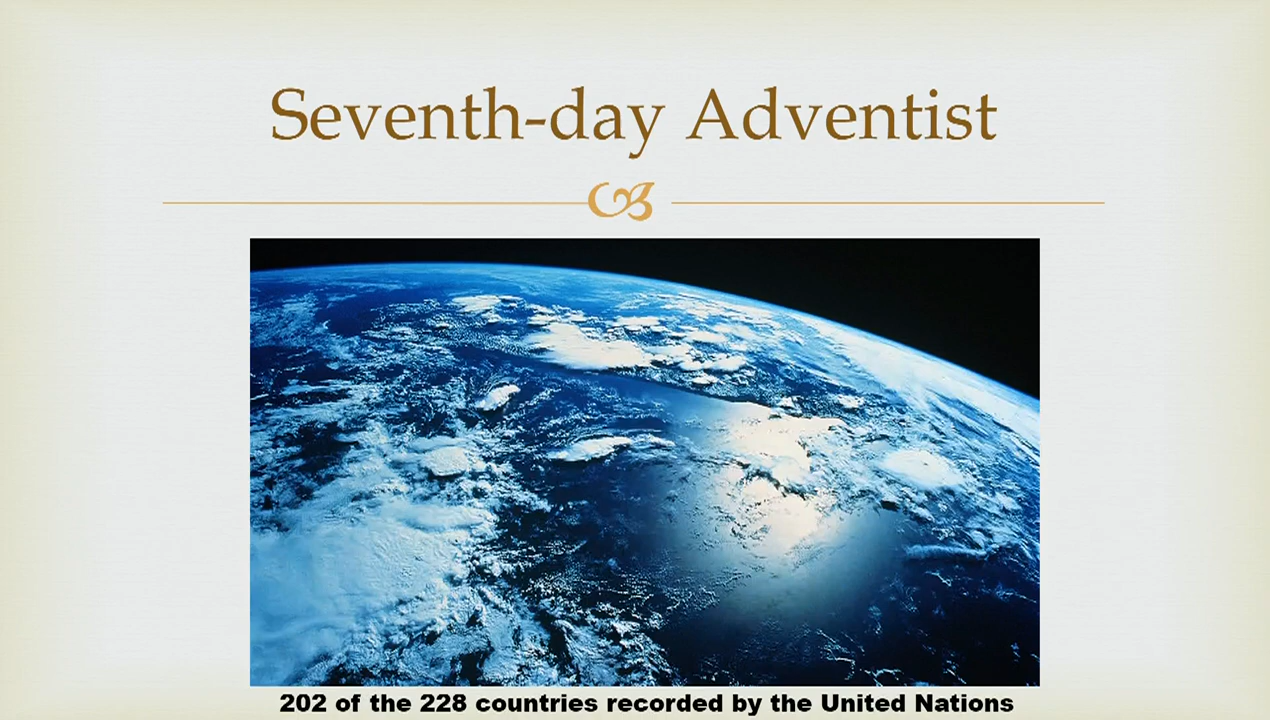 Seventh-day Adventist
202 of the 228 countries recorded by the United Nations